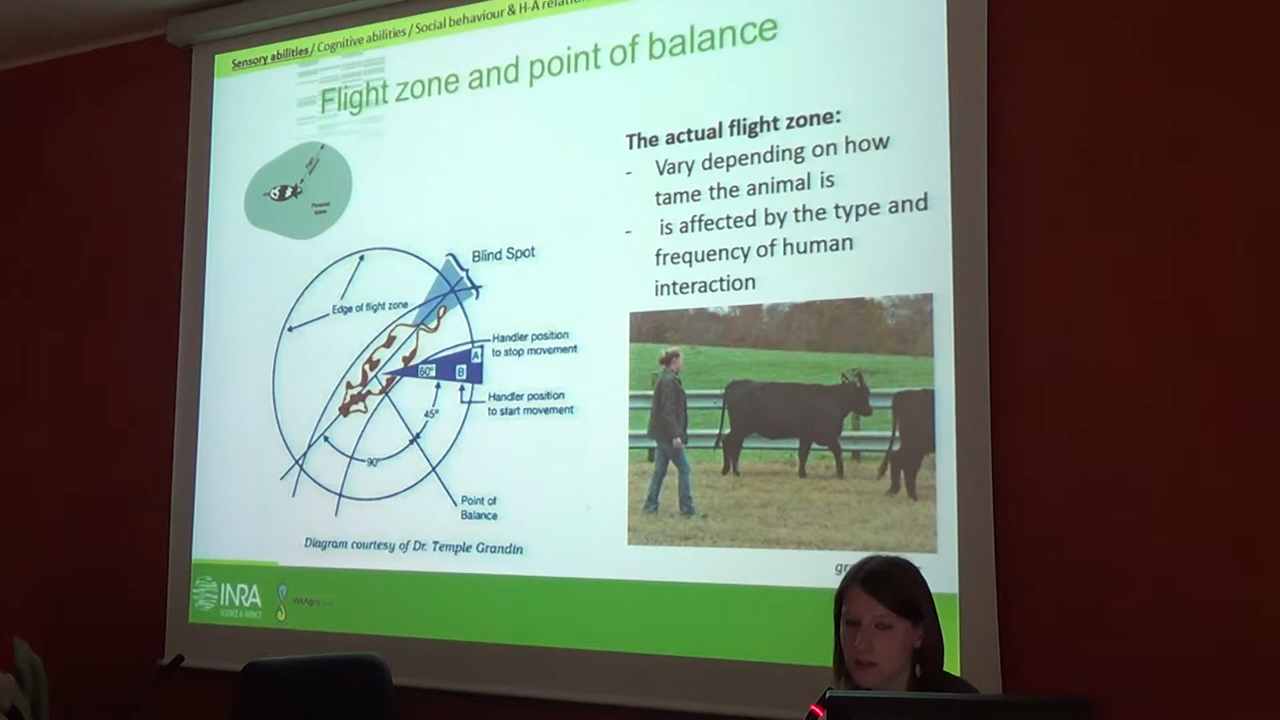 Sensory abilities / Cognitive abilities / Social behaviour & H-A
Flight zone and point of balance
The actual flight zone:
- Vary depending on how
tame the animal is
- is affected by the type and
frequency of human
interaction
Blind Spot
Edge of flight zone
Handler position
to stop movement
A
60°
B
Handler position
to start movement
45°
90°
Point of
Balance
Diagram courtesy of Dr. Temple Grandin
INRA
SCIENCE & IMPACT